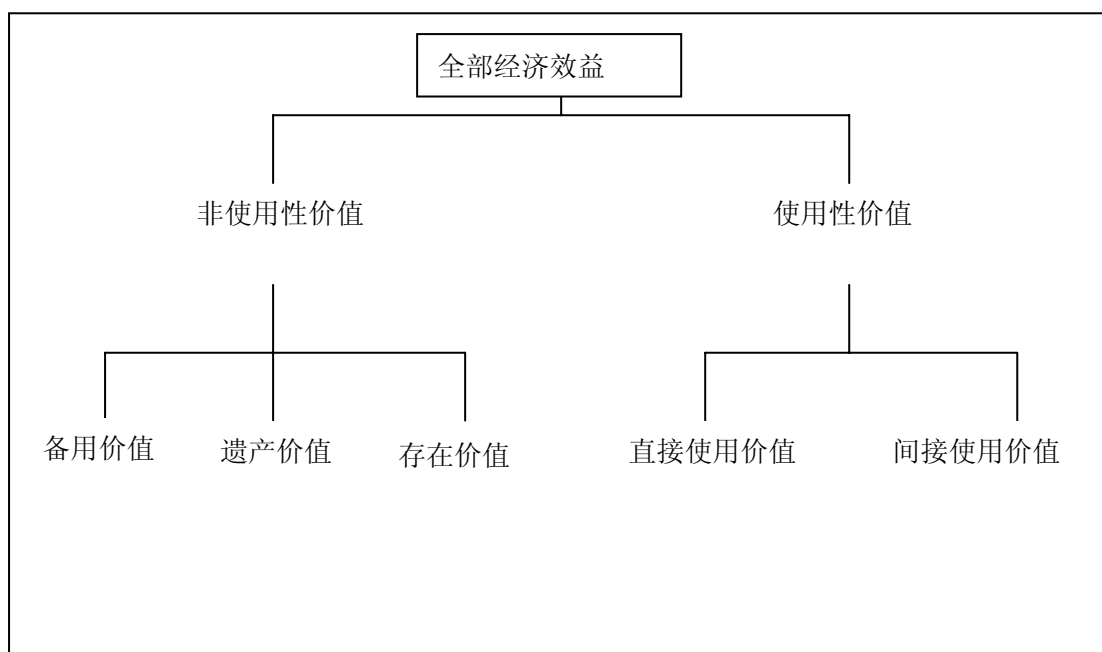 全部经济效益
非使用性价值
使用性价值
备用价值
遗产价值
存在价值
直接使用价值
间接使用价值